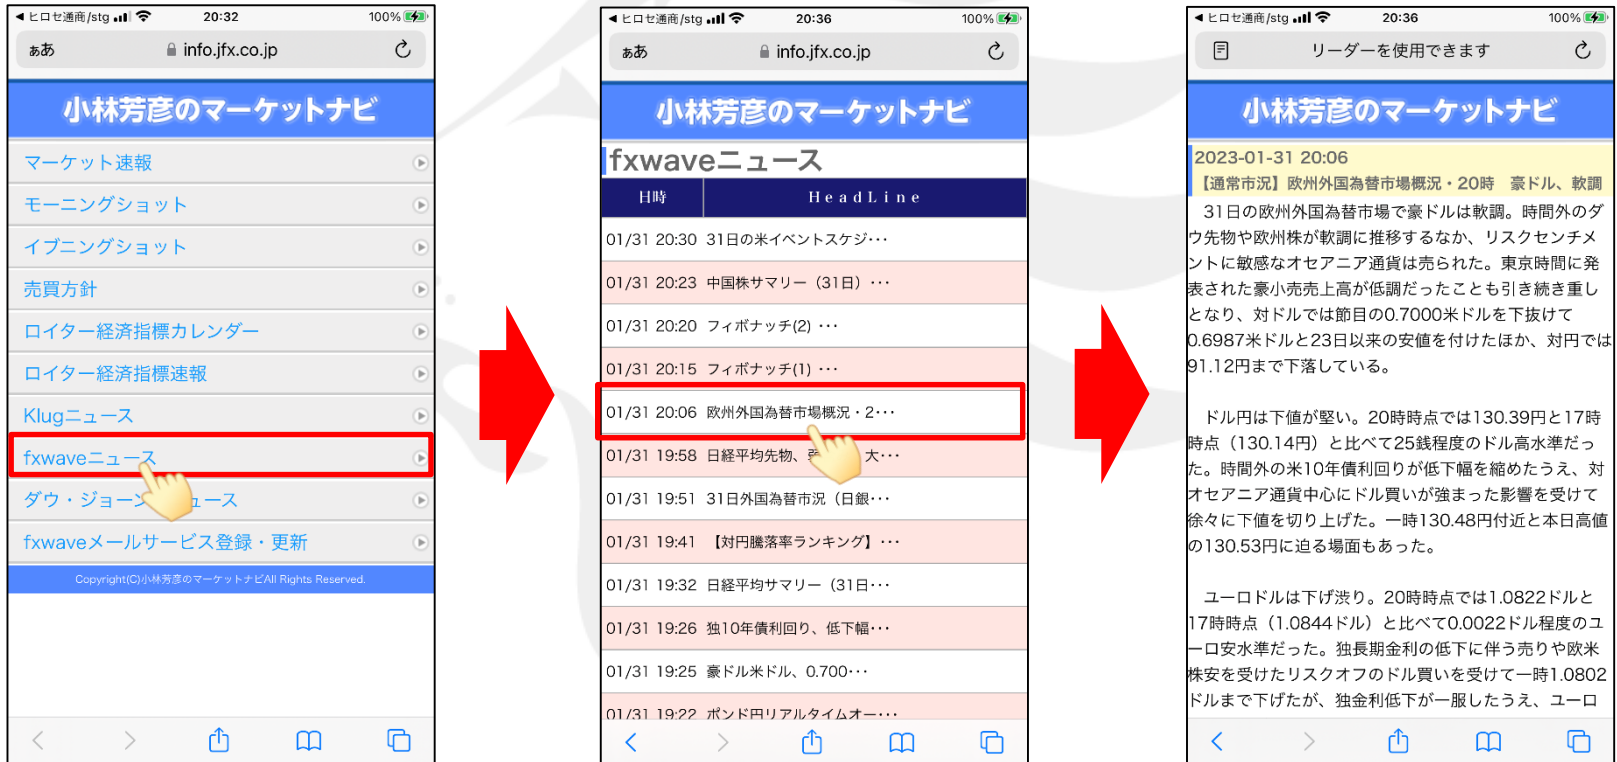 ◀ヒロセ通商/stg
20:32
100%
ぁあ
info.jfx.co.jp
小林芳彦のマーケットナビ
マーケット速報
モーニングショット
イブニングショット
売買方針
ロイター経済指標カレンダー
ロイター経済指標速報
Klugニュース
fxwaveニュース
ダウ・ジョーン ュース
fxwaveメールサービス登録・更新
Copyright(C)小林芳彦のマーケットナビAll Rights Reserved.
◀ヒロセ通商/stg
20:36
100%
ぁあ
info.jfx.co.jp
小林芳彦のマーケットナビ
fxwaveニュース
日時 HeadLine
01/31 20:30 31日の米イベントスケジ･･･
01/31 20:23 中国株サマリー（31日）･･･
01/31 20:20 フィボナッチ(2) ･･･
01/31 20:15 フィボナッチ(1) ･･･
01/31 20:06 欧州外国為替市場概況・2･･･
01/31 19:58 日経平均先物、 大･･･
01/31 19:51 31日外国為替市況（日銀･･･
01/31 19:41 【対円騰落率ランキング】･･･
01/31 19:32 日経平均サマリー（31日･･･
01/31 19:26 独10年債利回り、低下幅･･･
01/31 19:25 豪ドル米ドル、0.700･･･
01/31 19:22 ポンド円リアルタイムオー･･･
◀ヒロセ通商/stg
20:36
100%
リーダーを使用できます
小林芳彦のマーケットナビ
2023-01-31 20:06
【通常市況】欧州外国為替市場概況・20時　豪ドル、軟調
　31日の欧州外国為替市場で豪ドルは軟調。時間外のダ
ウ先物や欧州株が軟調に推移するなか、リスクセンチメ
ントに敏感なオセアニア通貨は売られた。東京時間に発
表された豪小売売上高が低調だったことも引き続き重し
となり、対ドルでは節目の0.7000米ドルを下抜けて
0.6987米ドルと23日以来の安値を付けたほか、対円では
91.12円まで下落している。
　ドル円は下値が堅い。20時時点では130.39円と17時
時点（130.14円）と比べて25銭程度のドル高水準だっ
た。時間外の米10年債利回りが低下幅を縮めたうえ、対
オセアニア通貨中心にドル買いが強まった影響を受けて
徐々に下値を切り上げた。一時130.48円付近と本日高値
の130.53円に迫る場面もあった。
　ユーロドルは下げ渋り。20時時点では1.0822ドルと
17時時点（1.0844ドル）と比べて0.0022ドル程度のユ
ーロ安水準だった。独長期金利の低下に伴う売りや欧米
株安を受けたリスクオフのドル買いを受けて一時1.0802
ドルまで下げたが、独金利低下が一服したうえ、ユーロ